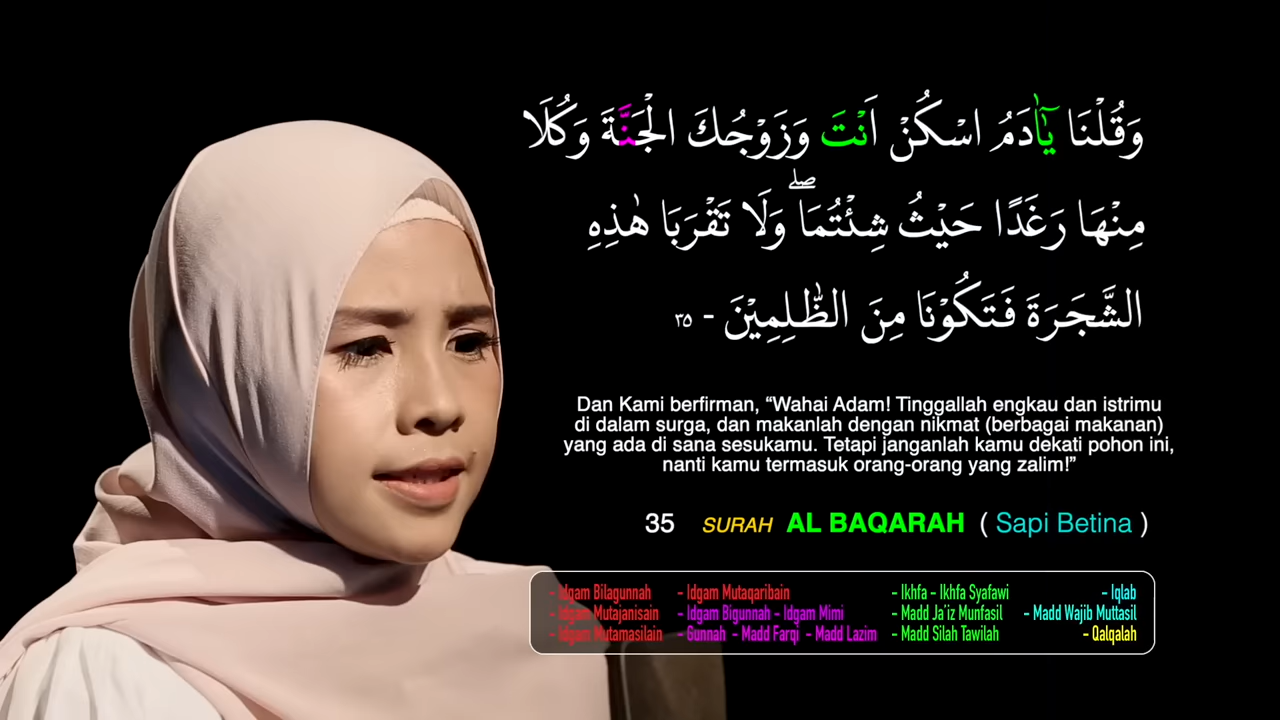 وَقُلْنَا يٰٓاٰدَمُ اسْكُنْ اَنْتَ وَزَوْجُكَ الْجَنَّةَ وَكُلَا
مِنْهَا رَغَدًا حَيْثُ شِئْتُمَاۖ وَلَا تَقْرَبَا هٰذِهِ
الشَّجَرَةَ فَتَكُوْنَا مِنَ الظّٰلِمِيْنَ - ٣٥
Dan Kami berfirman, “Wahai Adam! Tinggallah engkau dan istrimu
di dalam surga, dan makanlah dengan nikmat (berbagai makanan)
yang ada di sana sesukamu. Tetapi janganlah kamu dekati pohon ini,
nanti kamu termasuk orang-orang yang zalim!”
35 SURAH AL BAQARAH ( Sapi Betina )
- Idgam Bilagunnah - Idgam Mutaqaribain - Ikhfa - Ikhfa Syafawi - Iqlab
- Idgam Mutajanisain - Idgam Bigunnah - Idgam Mimi - Madd Ja'iz Munfasil - Madd Wajib Muttasil
- Idgam Mutamasilain - Gunnah - Madd Farqi - Madd Lazim - Madd Silah Tawilah - Qalqalah